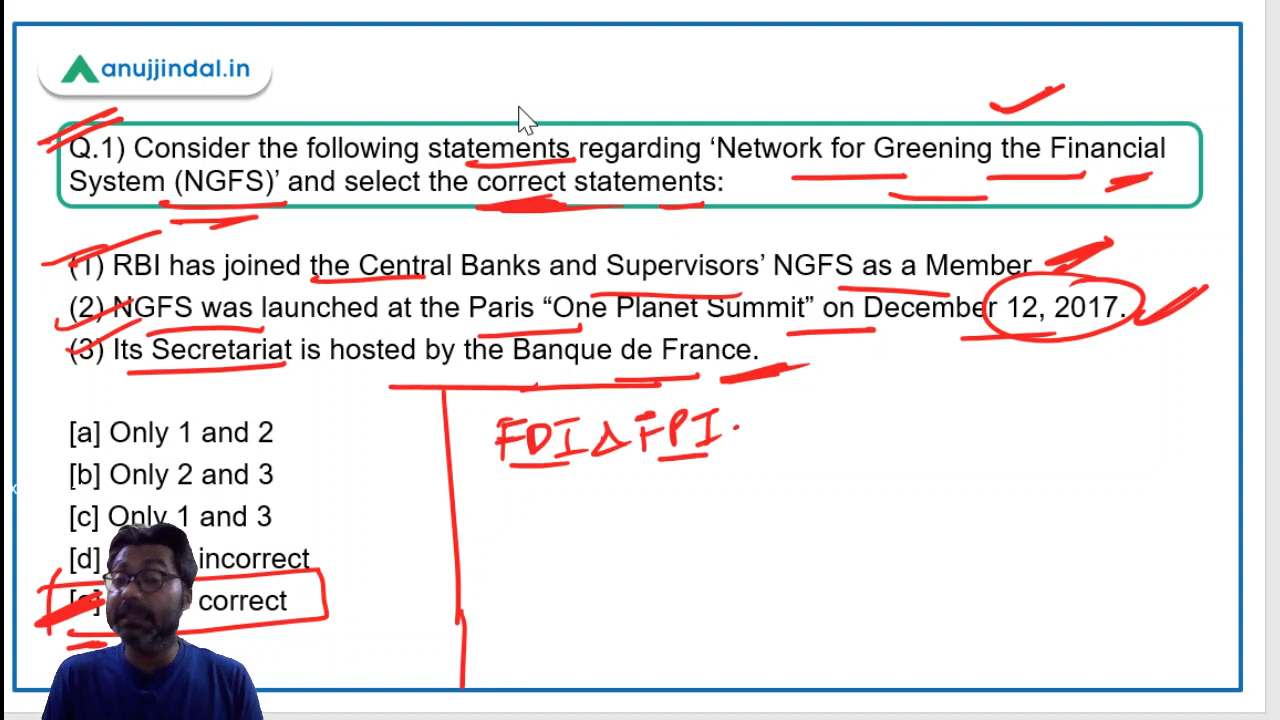 anujjindal.in
Q.1) Consider the following statements regarding ‘Network for Greening the Financial
System (NGFS)’ and select the correct statements:
(1) RBI has joined the Central Banks and Supervisors’ NGFS as a Member
(2) NGFS was launched at the Paris “One Planet Summit” on December 12, 2017.
(3) Its Secretariat is hosted by the Banque de France.
FDI FPI.
[a] Only 1 and 2
[b] Only 2 and 3
[c] Only 1 and 3
[d] incorrect
correct